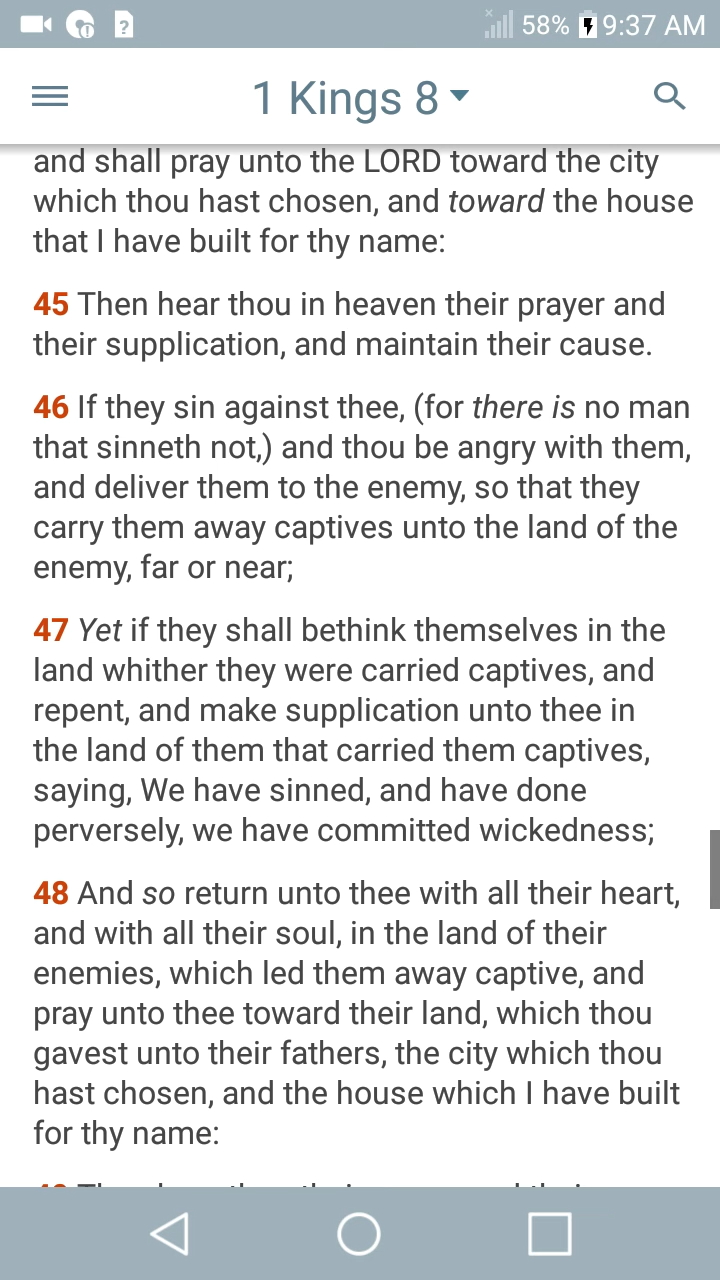 58% 9:37 AM
1 Kings 8
and shall pray unto the LORD toward the city
which thou hast chosen, and toward the house
that I have built for thy name:
45 Then hear thou in heaven their prayer and
their supplication, and maintain their cause.
46 If they sin against thee, (for there is no man
that sinneth not,) and thou be angry with them,
and deliver them to the enemy, so that they
carry them away captives unto the land of the
enemy, far or near;
47 Yet if they shall bethink themselves in the
land whither they were carried captives, and
repent, and make supplication unto thee in
the land of them that carried them captives,
saying, We have sinned, and have done
perversely, we have committed wickedness;
48 And so return unto thee with all their heart,
and with all their soul, in the land of their
enemies, which led them away captive, and
pray unto thee toward their land, which thou
gavest unto their fathers, the city which thou
hast chosen, and the house which I have built
for thy name: